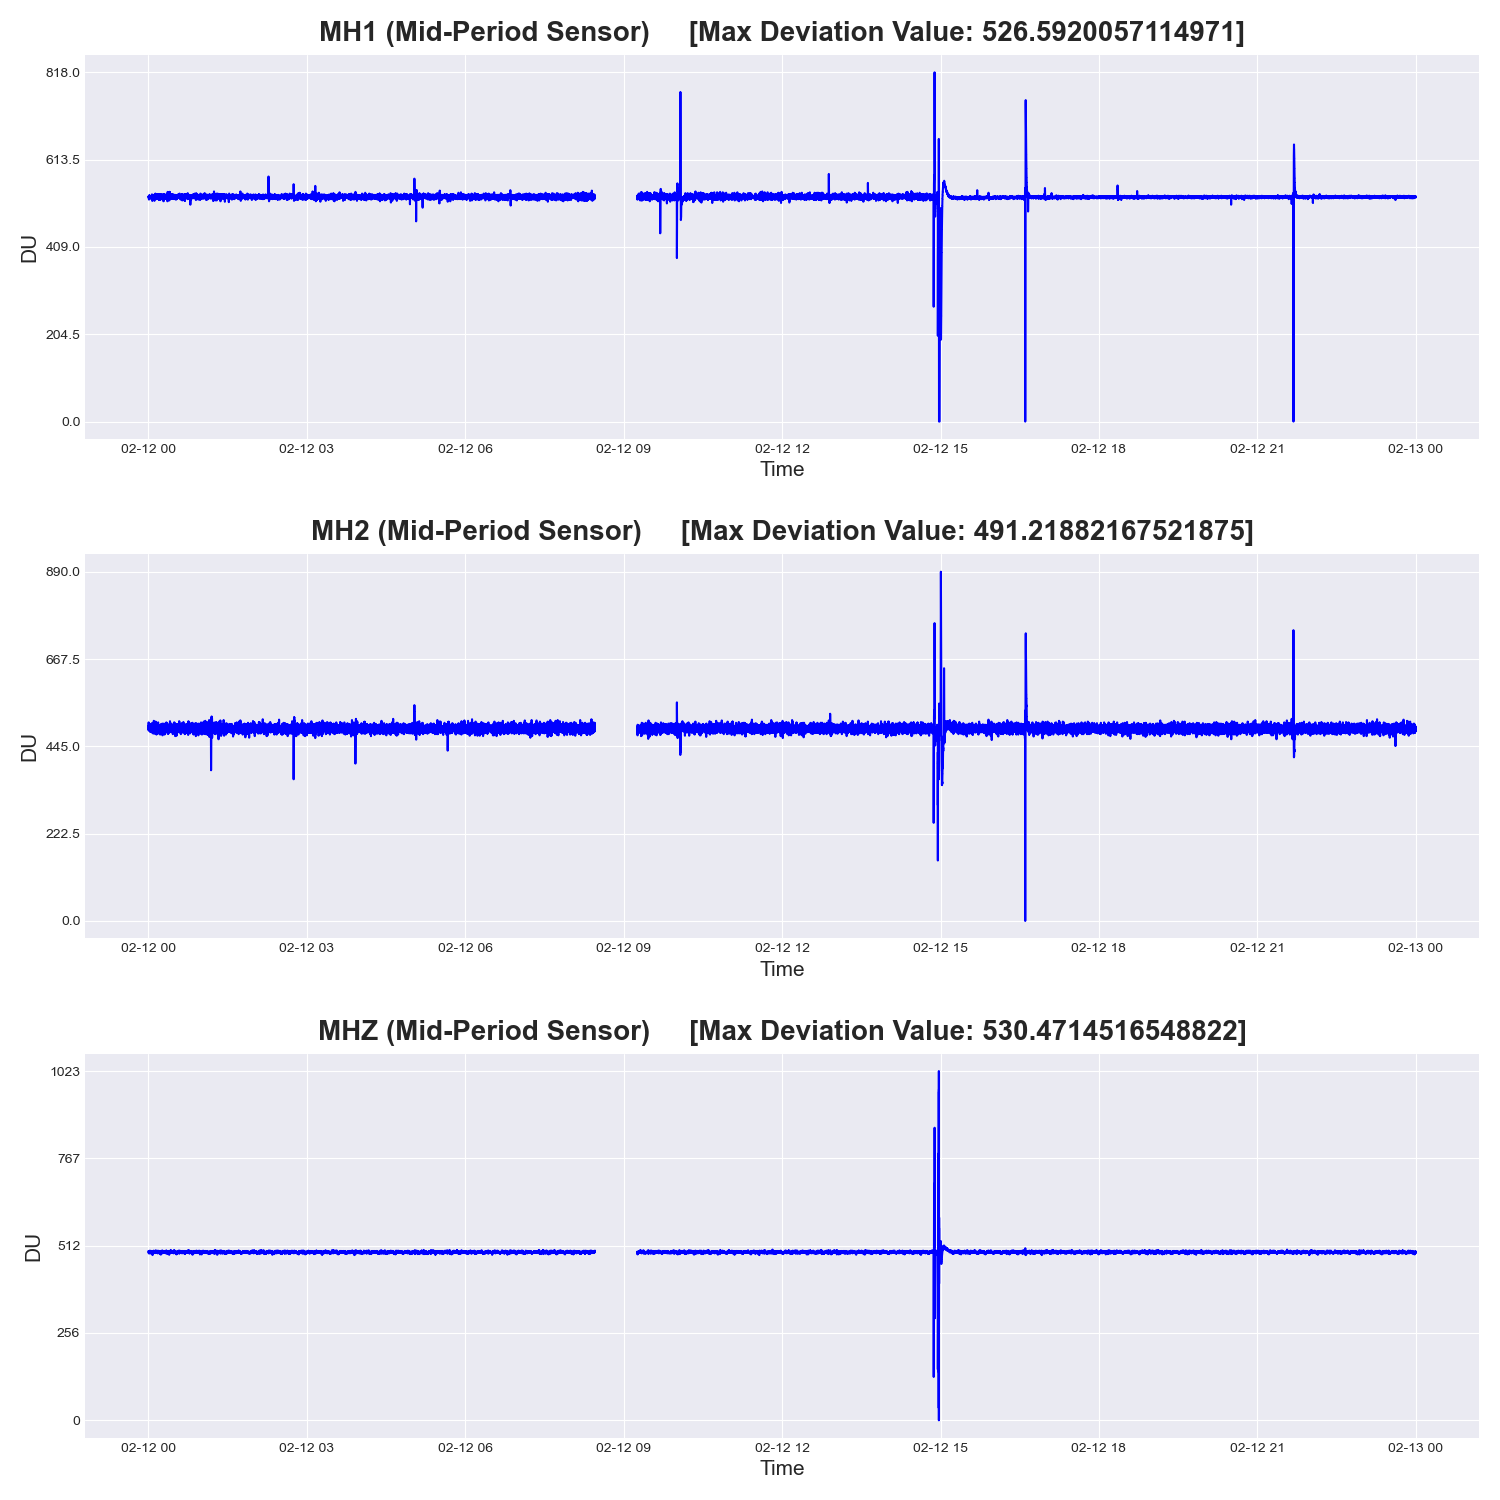 MH1 (Mid-Period Sensor) [Max Deviation Value: 526.5920057114971]
818.0
613.5
409.0
204.5
0.0
DU
02-12 00 02-12 03 02-12 06 02-12 09 02-12 12 02-12 15 02-12 18 02-12 21 02-13 00
Time
MH2 (Mid-Period Sensor) [Max Deviation Value: 491.21882167521875]
890.0
667.5
445.0
222.5
0.0
DU
02-12 00 02-12 03 02-12 06 02-12 09 02-12 12 02-12 15 02-12 18 02-12 21 02-13 00
Time
MHZ (Mid-Period Sensor) [Max Deviation Value: 530.4714516548822]
1023
767
512
256
0
DU
02-12 00 02-12 03 02-12 06 02-12 09 02-12 12 02-12 15 02-12 18 02-12 21 02-13 00
Time